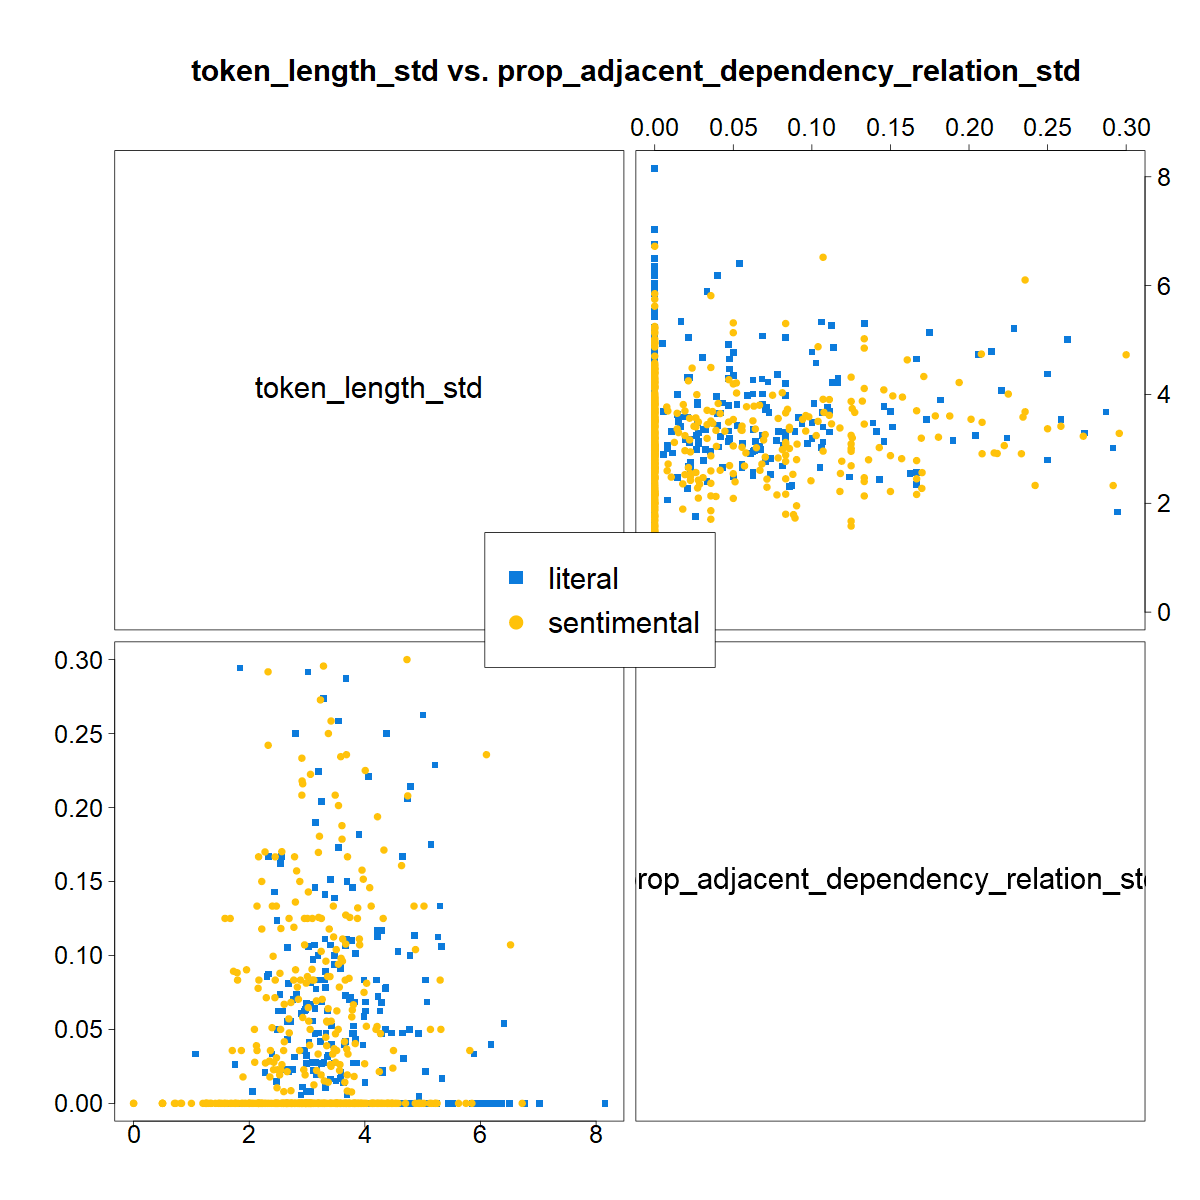 token_length_std vs. prop_adjacent_dependency_relation_std
0.00 0.05 0.10 0.15 0.20 0.25 0.30
token_length_std
8
6
4
2
0
literal
sentimental
0.30
0.25
0.20
0.15
0.10
0.05
0.00
rop_adjacent_dependency_relation_st
0 2 4 6 8